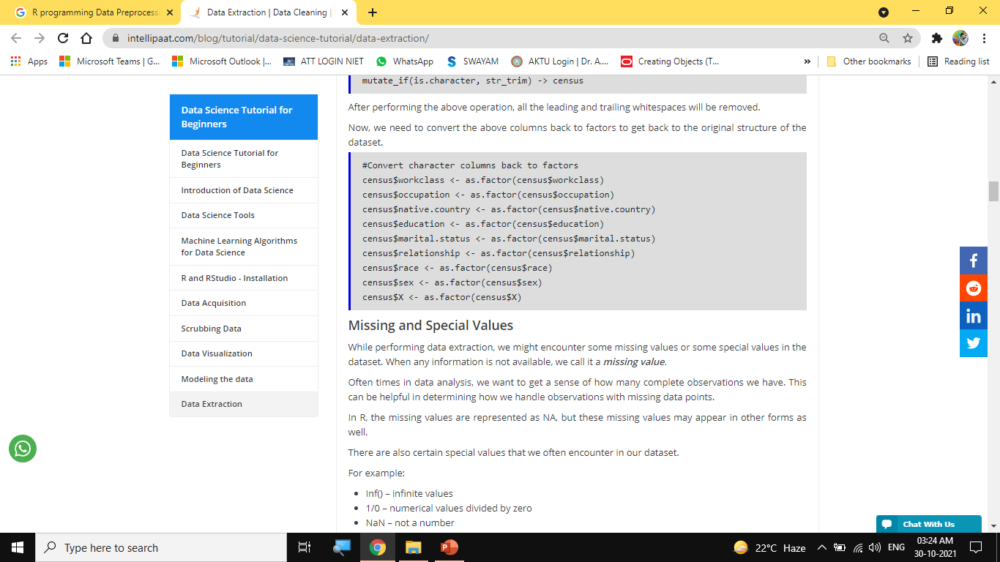 R programming Data Preprocess
Data Extraction | Data Cleaning |
intellipaat.com/blog/tutorial/data-science-tutorial/data-extraction/
Apps
Microsoft Teams | G...
Microsoft Outlook |...
ATT LOGIN NIET
WhatsApp
SWAYAM
AKTU Login | Dr. A....
Creating Objects (T...
»
Other bookmarks
Reading list
Data Science Tutorial for
Beginners
Data Science Tutorial for
Beginners
Introduction of Data Science
Data Science Tools
Machine Learning Algorithms
for Data Science
R and RStudio - Installation
Data Acquisition
Scrubbing Data
Data Visualization
Modeling the data
Data Extraction
mutate_if(is.character, str_trim) -> census
After performing the above operation, all the leading and trailing whitespaces will be removed.
Now, we need to convert the above columns back to factors to get back to the original structure of the
dataset.
#Convert character columns back to factors
census$workclass <- as.factor(census$workclass)
census$occupation <- as.factor(census$occupation)
census$native.country <- as.factor(census$native.country)
census$education <- as.factor(census$education)
census$marital.status <- as.factor(census$marital.status)
census$relationship <- as.factor(census$relationship)
census$race <- as.factor(census$race)
census$sex <- as.factor(census$sex)
census$X <- as.factor(census$X)
Missing and Special Values
While performing data extraction, we might encounter some missing values or some special values in the
dataset. When any information is not available, we call it a missing value.
Often times in data analysis, we want to get a sense of how many complete observations we have. This
can be helpful in determining how we handle observations with missing data points.
In R, the missing values are represented as NA, but these missing values may appear in other forms as
well.
There are also certain special values that we often encounter in our dataset.
For example:
• Inf() – infinite values
• 1/0 – numerical values divided by zero
• NaN – not a number
f
in
Chat With Us
Type here to search
22°C Haze
ENG
03:24 AM
30-10-2021